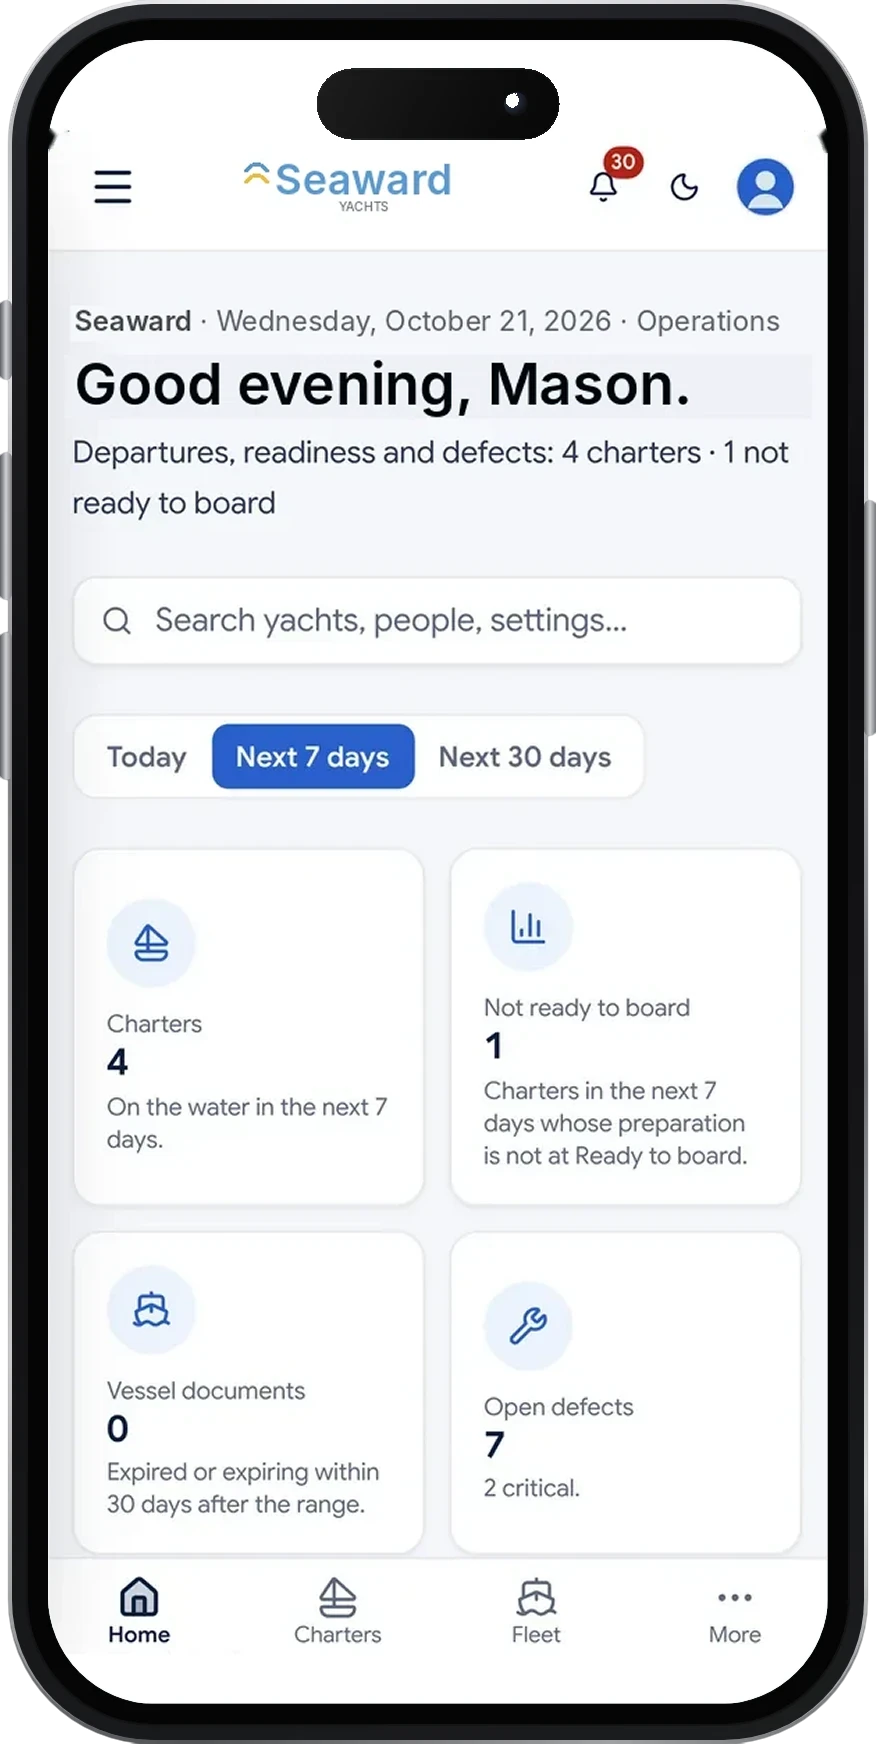 30
Seaward
YACHTS
Seaward · Wednesday, October 21, 2026 · Operations
Good evening, Mason.
Departures, readiness and defects: 4 charters · 1 not
ready to board
Search yachts, people, settings...
Today Next 7 days Next 30 days
Charters
4
On the water in the next 7
days.
Not ready to board
1
Charters in the next 7
days whose preparation
is not at Ready to board.
Vessel documents
0
Expired or expiring within
30 days after the range.
Open defects
7
2 critical.
Home Charters Fleet More